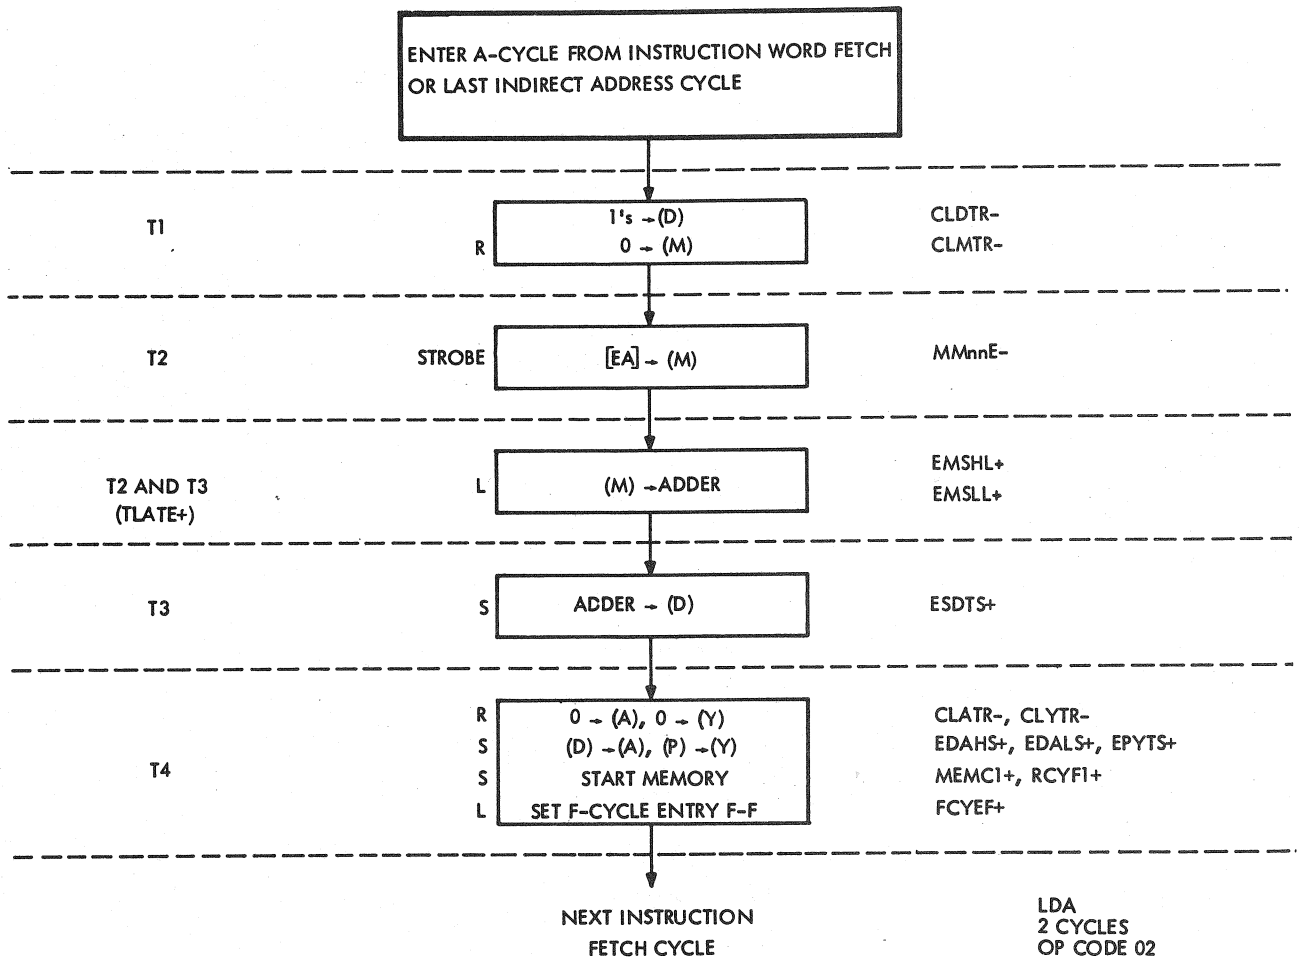 ENTER A-CYCLE FROM INSTRUCTION WORD FETCH
OR LAST INDIRECT ADDRESS CYCLE
T1
1's → (D)
CLDTR-
R
0 → (M)
CLMTR-
T2
STROBE
[EA] → (M)
MMnnE-
T2 AND T3
(TLATE+)
L
(M) → ADDER
EMSHL+
EMSLL+
T3
S
ADDER → (D)
ESDTS+
T4
R
0 → (A), 0 → (Y)
CLATR-, CLYTR-
S
(D) → (A), (P) → (Y)
EDAHS+, EDALS+, EPYTS+
S
START MEMORY
MEMC1+, RCYF1+
L
SET F-CYCLE ENTRY F-F
FCYEF+
NEXT INSTRUCTION
FETCH CYCLE
LDA
2 CYCLES
OP CODE 02